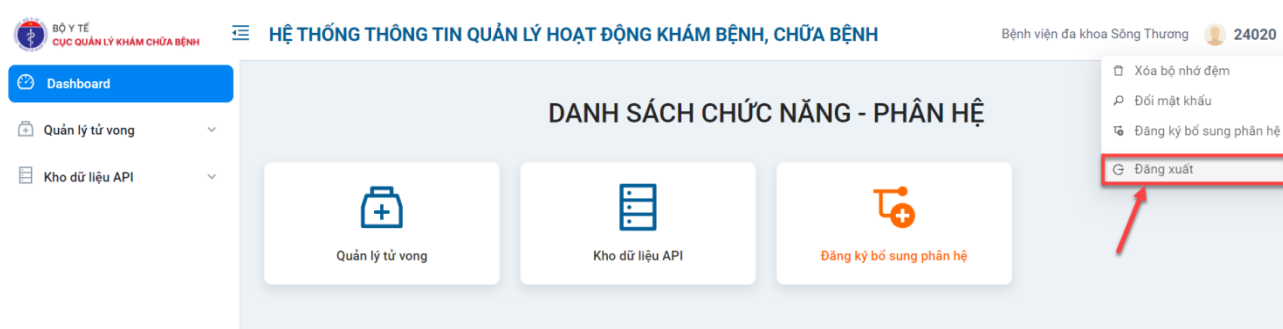 BỘ Y TẾ
CỤC QUẢN LÝ KHÁM CHỮA BỆNH
HỆ THỐNG THÔNG TIN QUẢN LÝ HOẠT ĐỘNG KHÁM BỆNH, CHỮA BỆNH
Bệnh viện đa khoa Sông Thương
24020
Dashboard
Quản lý tử vong
Kho dữ liệu API
Xóa bộ nhớ đệm
Đổi mật khẩu
Đăng ký bổ sung phân hệ
Đăng xuất
DANH SÁCH CHỨC NĂNG - PHÂN HỆ
Quản lý tử vong
Kho dữ liệu API
Đăng ký bổ sung phân hệ